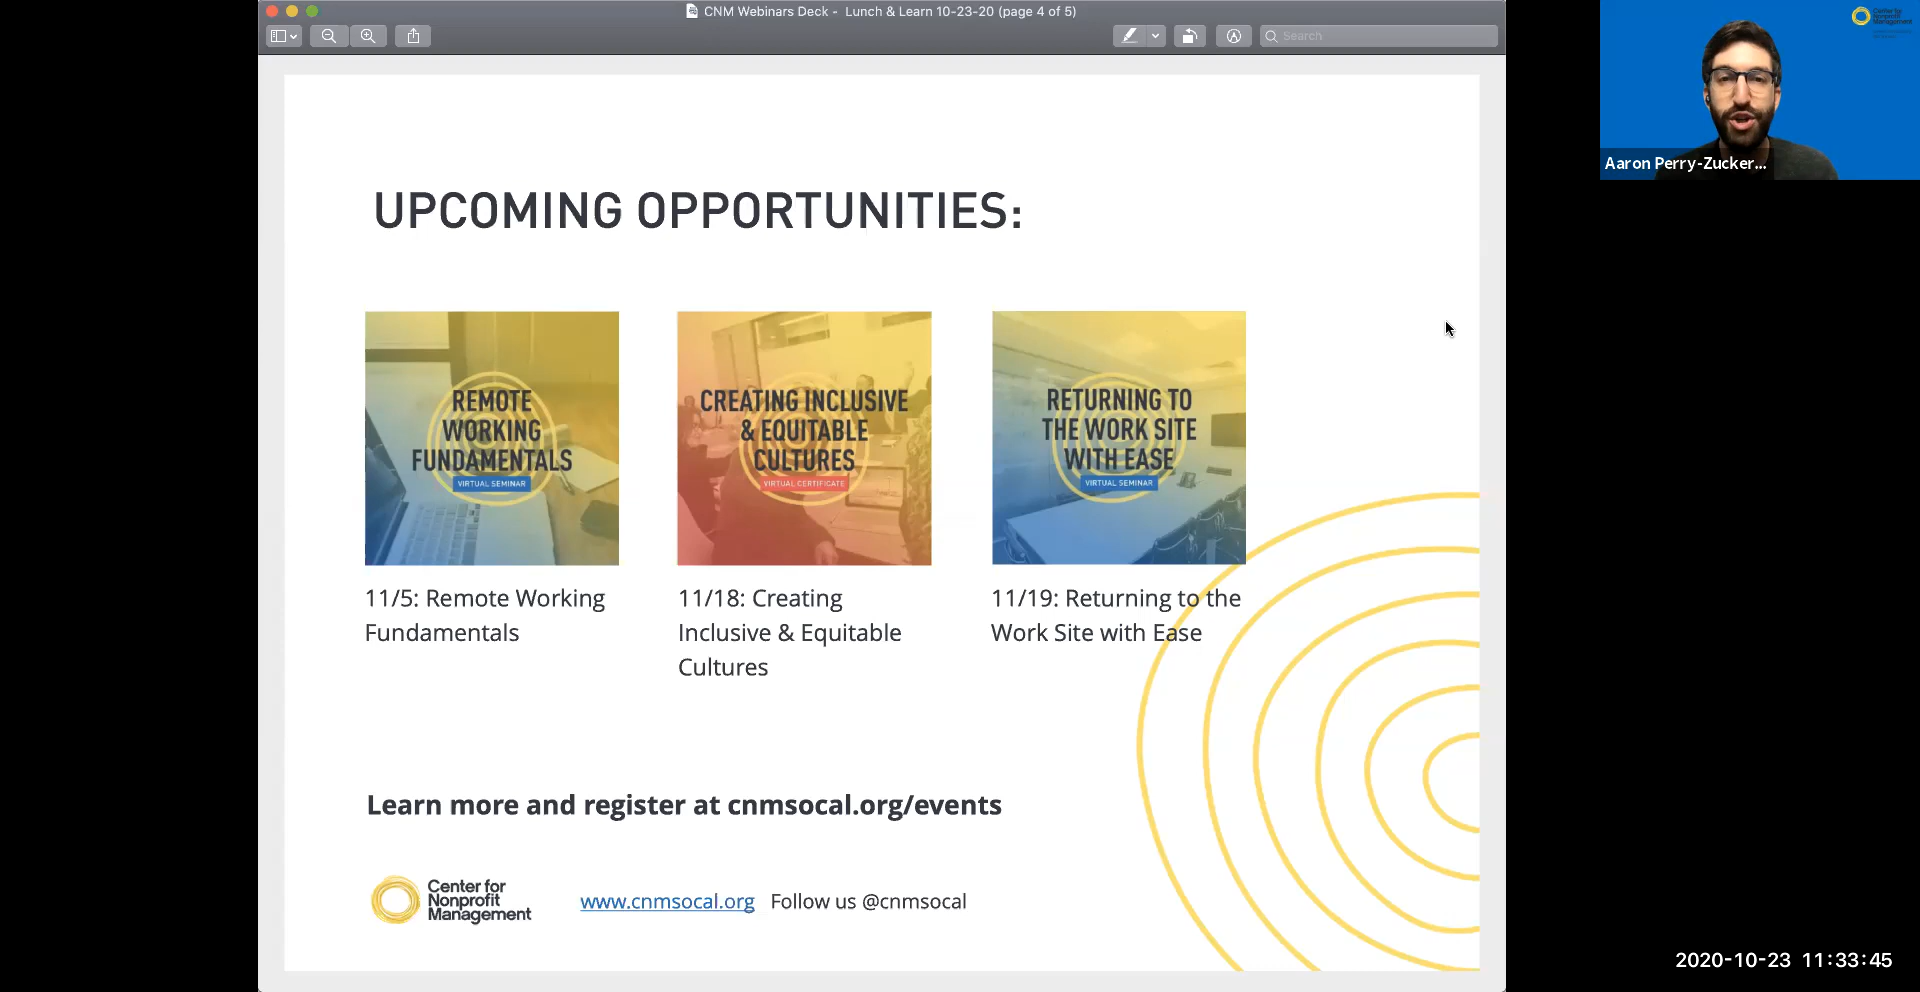 CNM Webinars Deck - Lunch & Learn 10-23-20 (page 4 of 5)
Search
Center for
Nonprofit
Management
Aaron Perry-Zucker...
UPCOMING OPPORTUNITIES:
REMOTE
WORKING
FUNDAMENTALS
VIRTUAL SEMINAR
CREATING INCLUSIVE
& EQUITABLE
CULTURES
VIRTUAL CERTIFICATE
RETURNING TO
THE WORK SITE
WITH EASE
VIRTUAL SEMINAR
11/5: Remote Working
Fundamentals
11/18: Creating
Inclusive & Equitable
Cultures
11/19: Returning to the
Work Site with Ease
Learn more and register at cnmsocal.org/events
Center for
Nonprofit
Management
www.cnmsocal.org Follow us @cnmsocal
2020-10-23 11:33:45